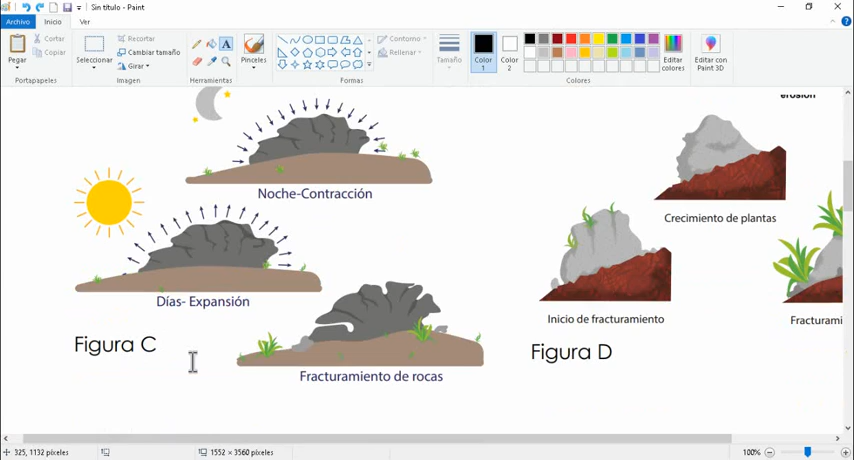 Sin título - Paint
Archivo
Inicio
Ver
Pegar
Cortar
Copiar
Portapapeles
Seleccionar
Recortar
Cambiar tamaño
Girar
Imagen
A
Herramientas
Pinceles
Contorno
Rellenar
Formas
Tamaño
Color
1
Color
2
Editar
colores
Colores
Editar con
Paint 3D
erosión
Noche-Contracción
Crecimiento de plantas
Días- Expansión
Inicio de fracturamiento
Fracturami
Figura C
Figura D
Fracturamiento de rocas
325, 1132 píxeles
1552 × 3560 píxeles
100%